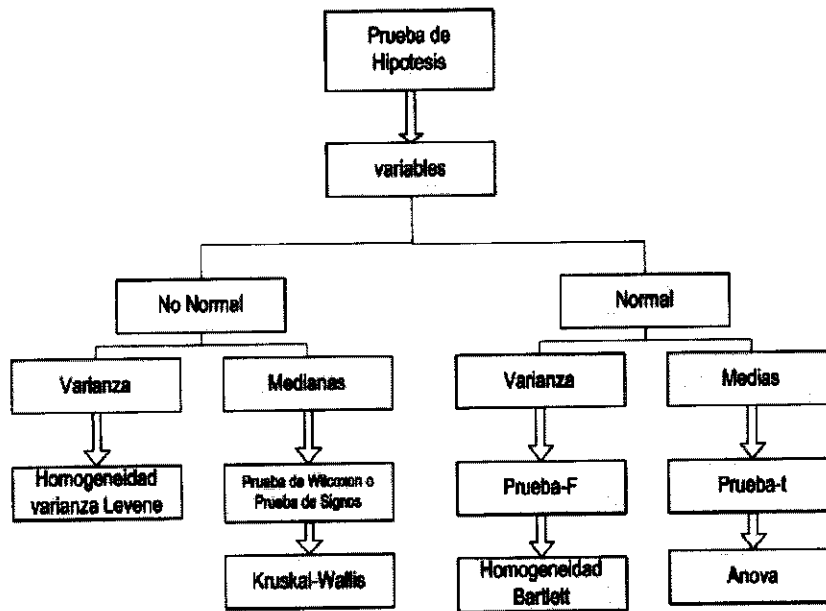 Prueba de
Hipotesis
variables
No Normal
Normal
Varianza
Medianas
Varianza
Medias
Homogeneidad
varianza Levene
Prueba de Wilcoxon o
Prueba de Signos
Prueba-F
Prueba-t
Kruskal-Wallis
Homogeneidad
Bartlett
Anova